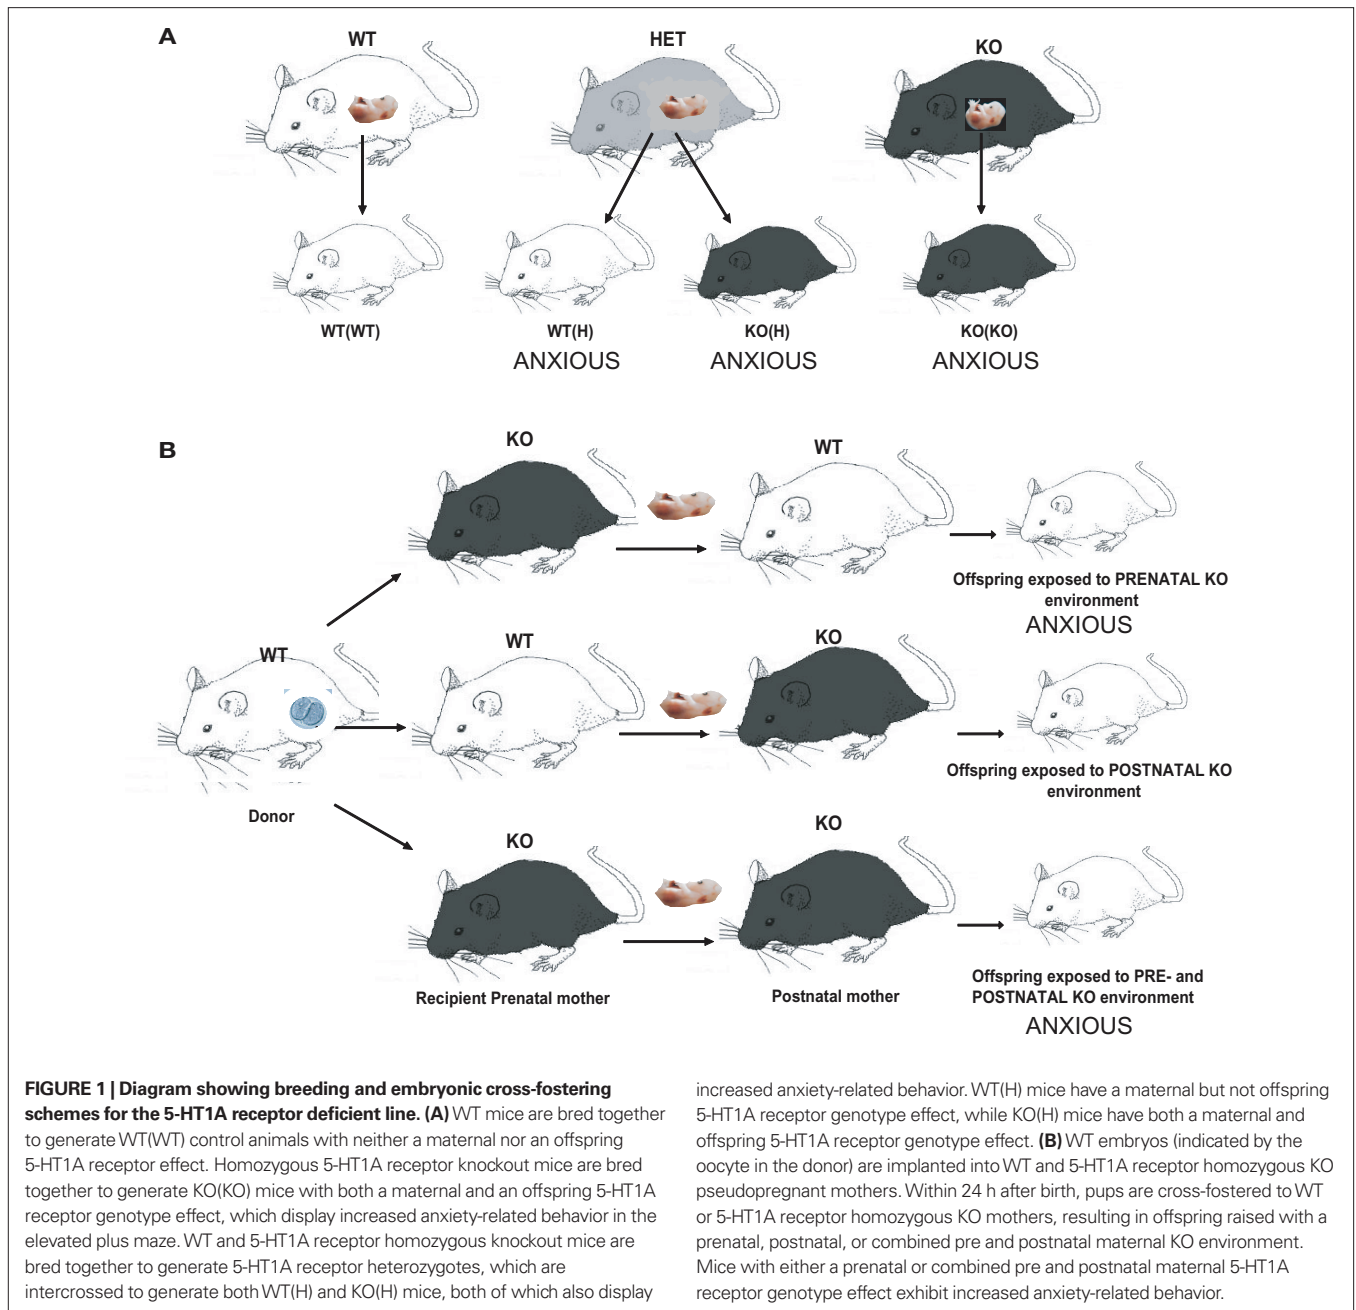 A
WT
HET
KO
WT(WT)
WT(H)
KO(H)
KO(KO)
ANXIOUS
ANXIOUS
ANXIOUS
B
KO
WT
Offspring exposed to PRENATAL KO
environment
ANXIOUS
WT
WT
KO
Offspring exposed to POSTNATAL KO
environment
Donor
KO
KO
Recipient Prenatal mother
Postnatal mother
Offspring exposed to PRE- and
POSTNATAL KO environment
ANXIOUS
FIGURE 1 | Diagram showing breeding and embryonic cross-fostering
schemes for the 5-HT1A receptor deficient line. (A) WT mice are bred together
to generate WT(WT) control animals with neither a maternal nor an offspring
5-HT1A receptor effect. Homozygous 5-HT1A receptor knockout mice are bred
together to generate KO(KO) mice with both a maternal and an offspring 5-HT1A
receptor genotype effect, which display increased anxiety-related behavior in the
elevated plus maze. WT and 5-HT1A receptor homozygous knockout mice are
bred together to generate 5-HT1A receptor heterozygotes, which are
intercrossed to generate both WT(H) and KO(H) mice, both of which also display
increased anxiety-related behavior. WT(H) mice have a maternal but not offspring
5-HT1A receptor genotype effect, while KO(H) mice have both a maternal and
offspring 5-HT1A receptor genotype effect. (B) WT embryos (indicated by the
oocyte in the donor) are implanted into WT and 5-HT1A receptor homozygous KO
pseudopregnant mothers. Within 24 h after birth, pups are cross-fostered to WT
or 5-HT1A receptor homozygous KO mothers, resulting in offspring raised with a
prenatal, postnatal, or combined pre and postnatal maternal KO environment.
Mice with either a prenatal or combined pre and postnatal maternal 5-HT1A
receptor genotype effect exhibit increased anxiety-related behavior.